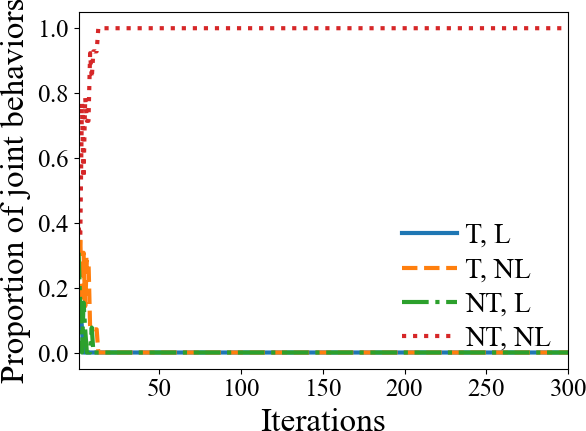 Proportion of joint behaviors
1.0
0.8
0.6
0.4
0.2
0.0
T, L
T, NL
NT, L
NT, NL
50 100 150 200 250 300
Iterations